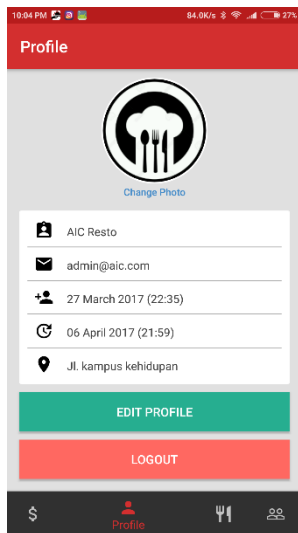 10:04 PM 84.0K/s 27%
Profile
Change Photo
AIC Resto
admin@aic.com
27 March 2017 (22:35)
06 April 2017 (21:59)
Jl. kampus kehidupan
EDIT PROFILE
LOGOUT
Profile